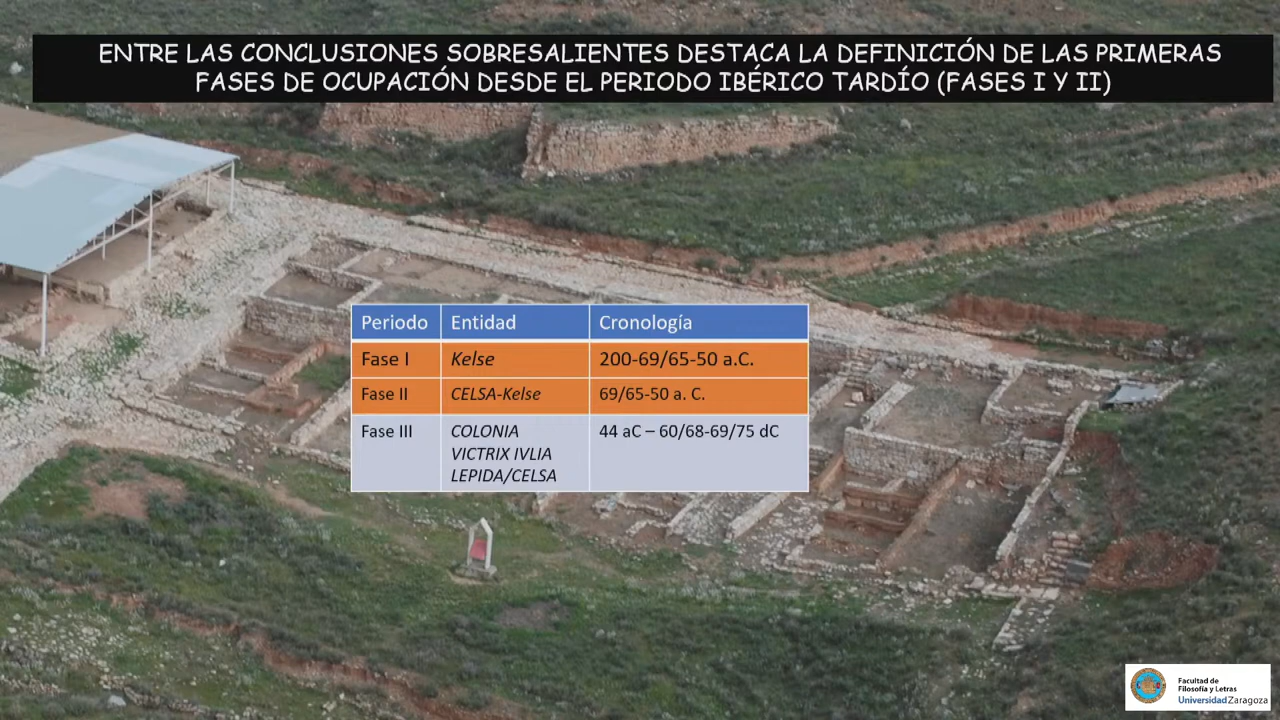 ENTRE LAS CONCLUSIONES SOBRESALIENTES DESTACA LA DEFINICIÓN DE LAS PRIMERAS
FASES DE OCUPACIÓN DESDE EL PERIODO IBÉRICO TARDÍO (FASES I Y II)
Periodo Entidad Cronología
Fase I Kelse 200-69/65-50 a.C.
Fase II CELSA-Kelse 69/65-50 a. C.
Fase III COLONIA 44 aC – 60/68-69/75 dC
VICTRIX IVLIA
LEPIDA/CELSA
Facultad de
Filosofía y Letras
Universidad Zaragoza